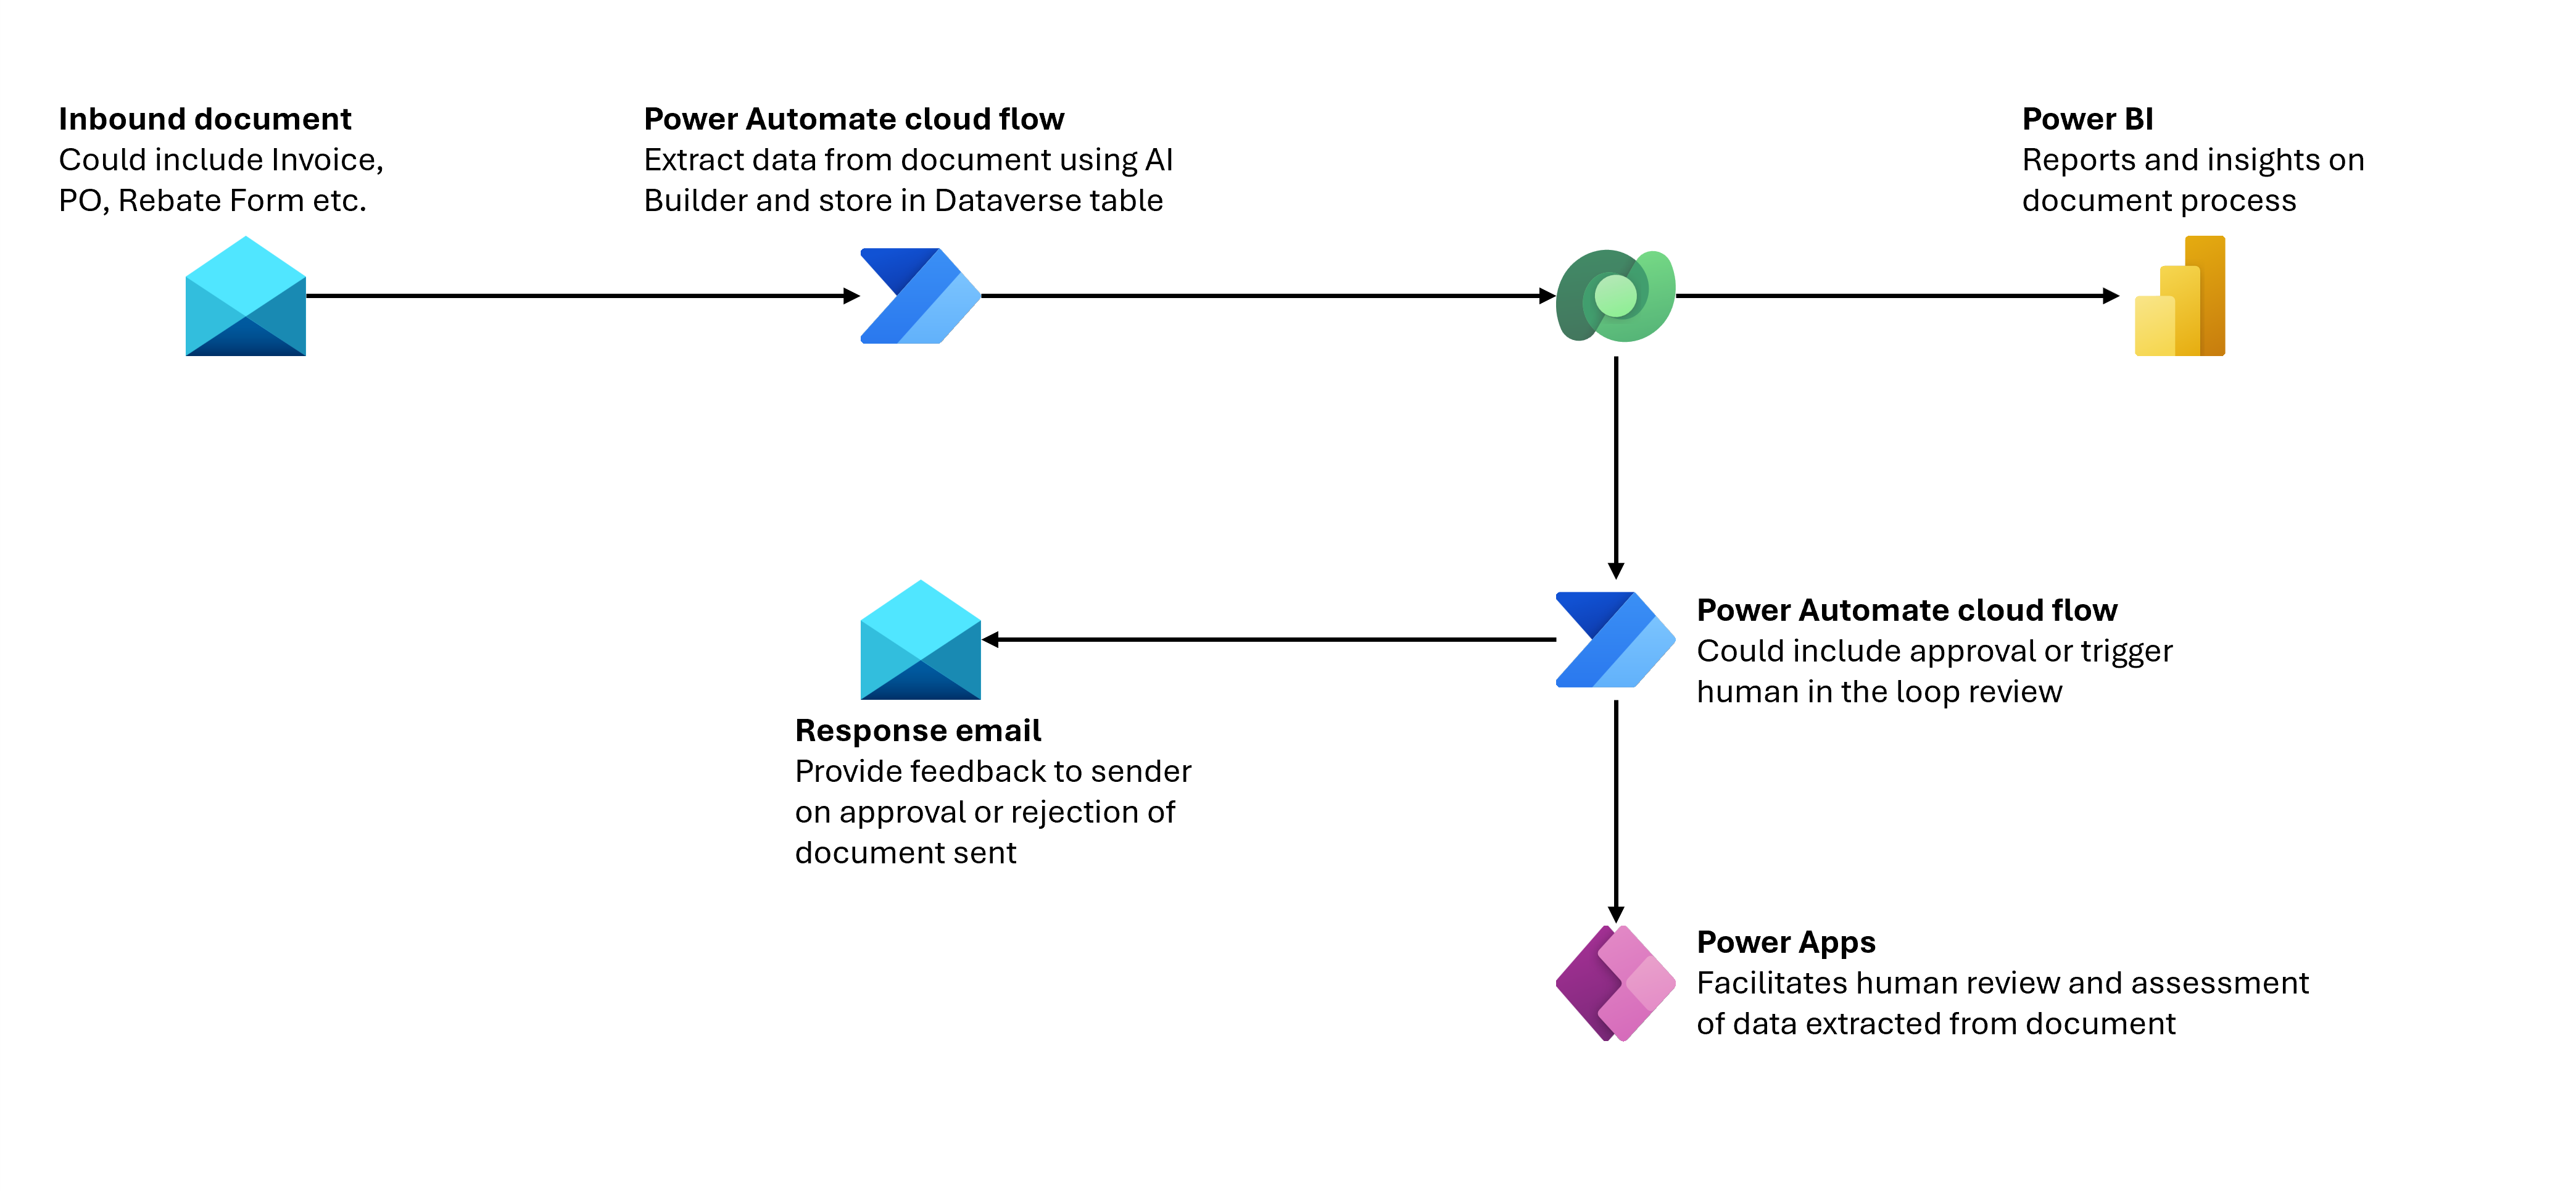 Inbound document
Could include Invoice,
PO, Rebate Form etc.
Power Automate cloud flow
Extract data from document using AI
Builder and store in Dataverse table
Power BI
Reports and insights on
document process
Power Automate cloud flow
Could include approval or trigger
human in the loop review
Response email
Provide feedback to sender
on approval or rejection of
document sent
Power Apps
Facilitates human review and assessment
of data extracted from document